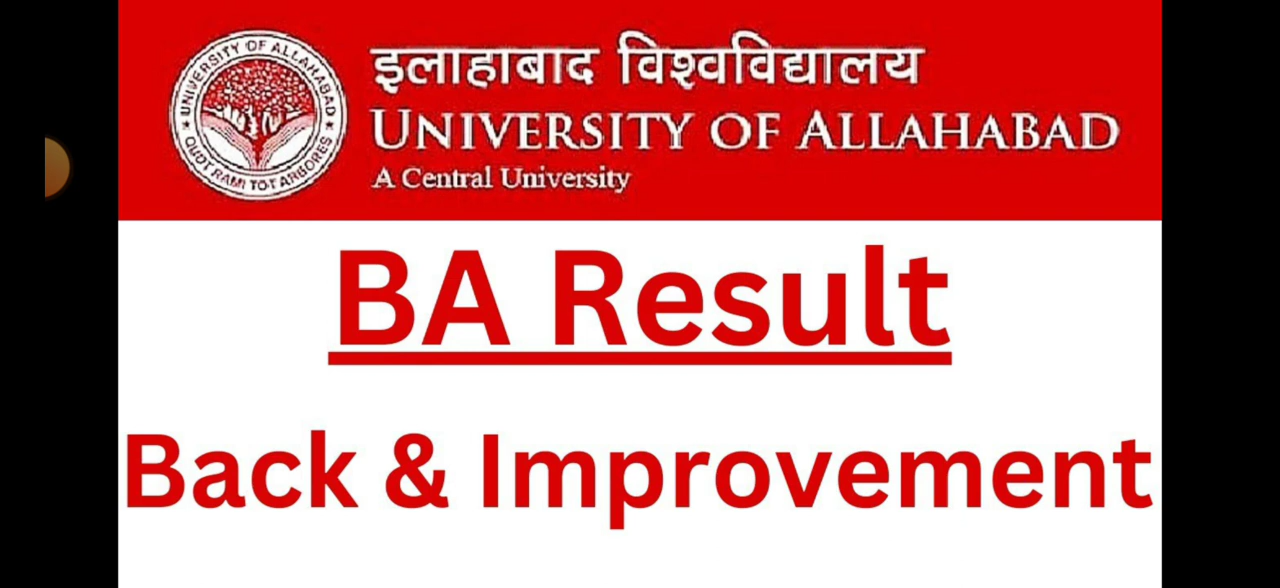 UNIVERSITY OF ALLAHABAD
QUOT RAMI TOT ARBORES
इलाहाबाद विश्वविद्यालय
UNIVERSITY OF ALLAHABAD
A Central University
BA Result
Back & Improvement